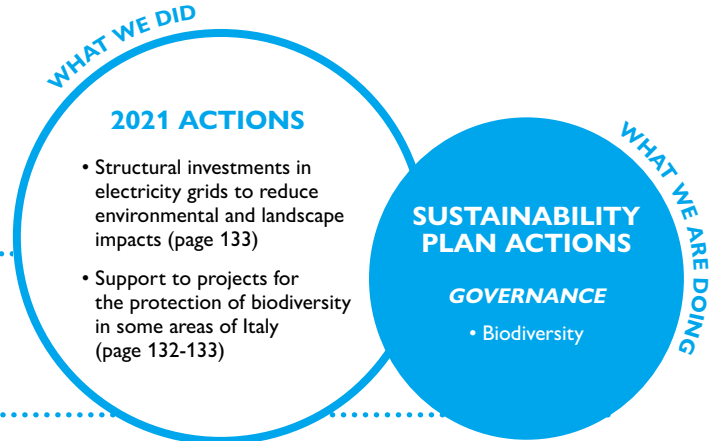 WHAT WE DID
2021 ACTIONS
• Structural investments in
electricity grids to reduce
environmental and landscape
impacts (page 133)
• Support to projects for
the protection of biodiversity
in some areas of Italy
(page 132-133)
WHAT WE ARE DOING
SUSTAINABILITY
PLAN ACTIONS
GOVERNANCE
• Biodiversity